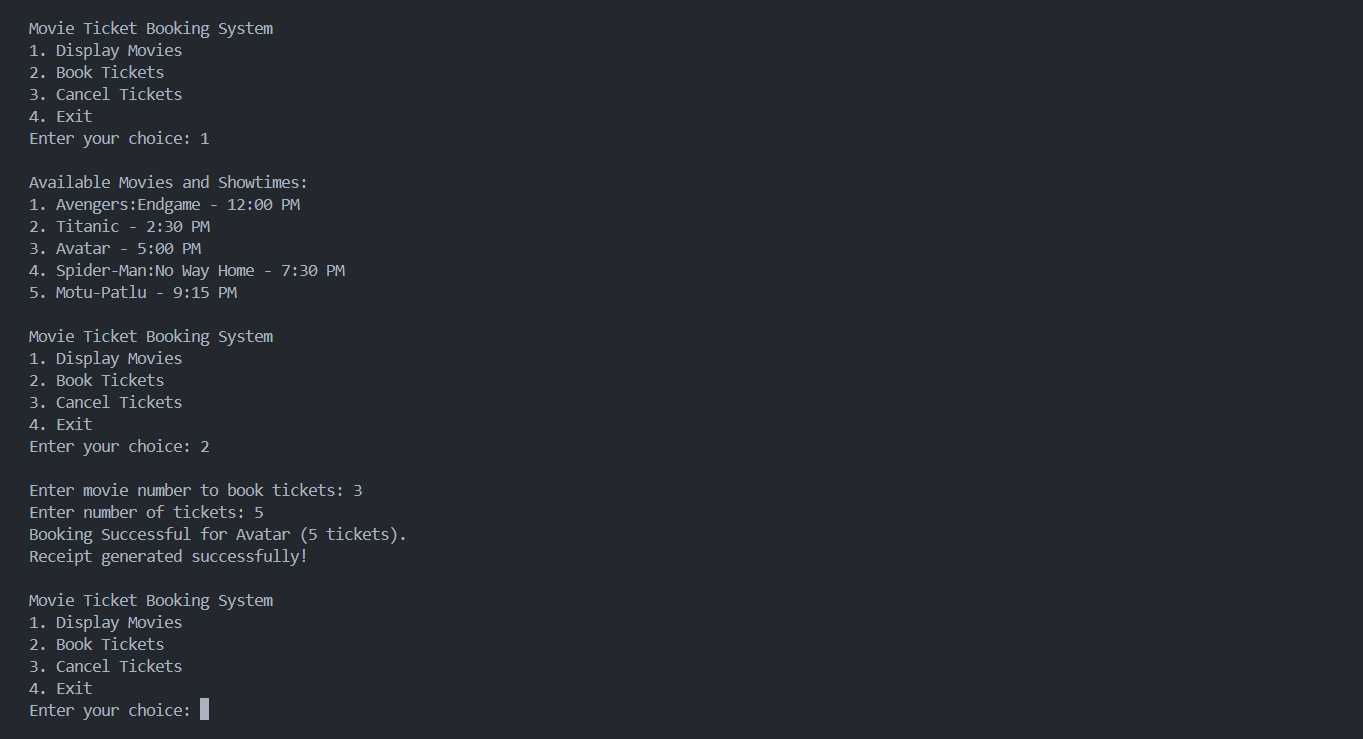 Movie Ticket Booking System
1. Display Movies
2. Book Tickets
3. Cancel Tickets
4. Exit
Enter your choice: 1
Available Movies and Showtimes:
1. Avengers:Endgame - 12:00 PM
2. Titanic - 2:30 PM
3. Avatar - 5:00 PM
4. Spider-Man:No Way Home - 7:30 PM
5. Motu-Patlu - 9:15 PM
Movie Ticket Booking System
1. Display Movies
2. Book Tickets
3. Cancel Tickets
4. Exit
Enter your choice: 2
Enter movie number to book tickets: 3
Enter number of tickets: 5
Booking Successful for Avatar (5 tickets).
Receipt generated successfully!
Movie Ticket Booking System
1. Display Movies
2. Book Tickets
3. Cancel Tickets
4. Exit
Enter your choice: